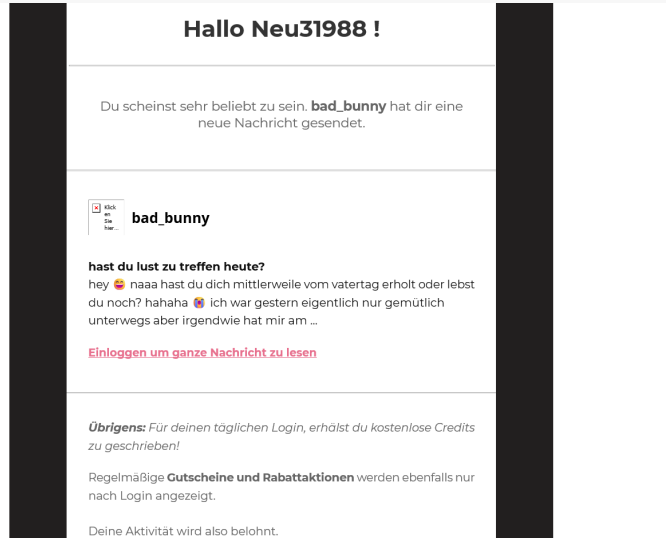 Hallo Neu31988 !
Du scheinst sehr beliebt zu sein. bad_bunny hat dir eine
neue Nachricht gesendet.
Klick
en
Sie
hier...
bad_bunny
hast du lust zu treffen heute?
hey 😄 naaa hast du dich mittlerweile vom vatertag erholt oder lebst
du noch? hahaha 😭 ich war gestern eigentlich nur gemütlich
unterwegs aber irgendwie hat mir am ...
Einloggen um ganze Nachricht zu lesen
Übrigens: Für deinen täglichen Login, erhälst du kostenlose Credits
zu geschrieben!
Regelmäßige Gutscheine und Rabattaktionen werden ebenfalls nur
nach Login angezeigt.
Deine Aktivität wird also belohnt.